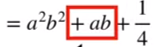 = a²b² + ab + 1/4